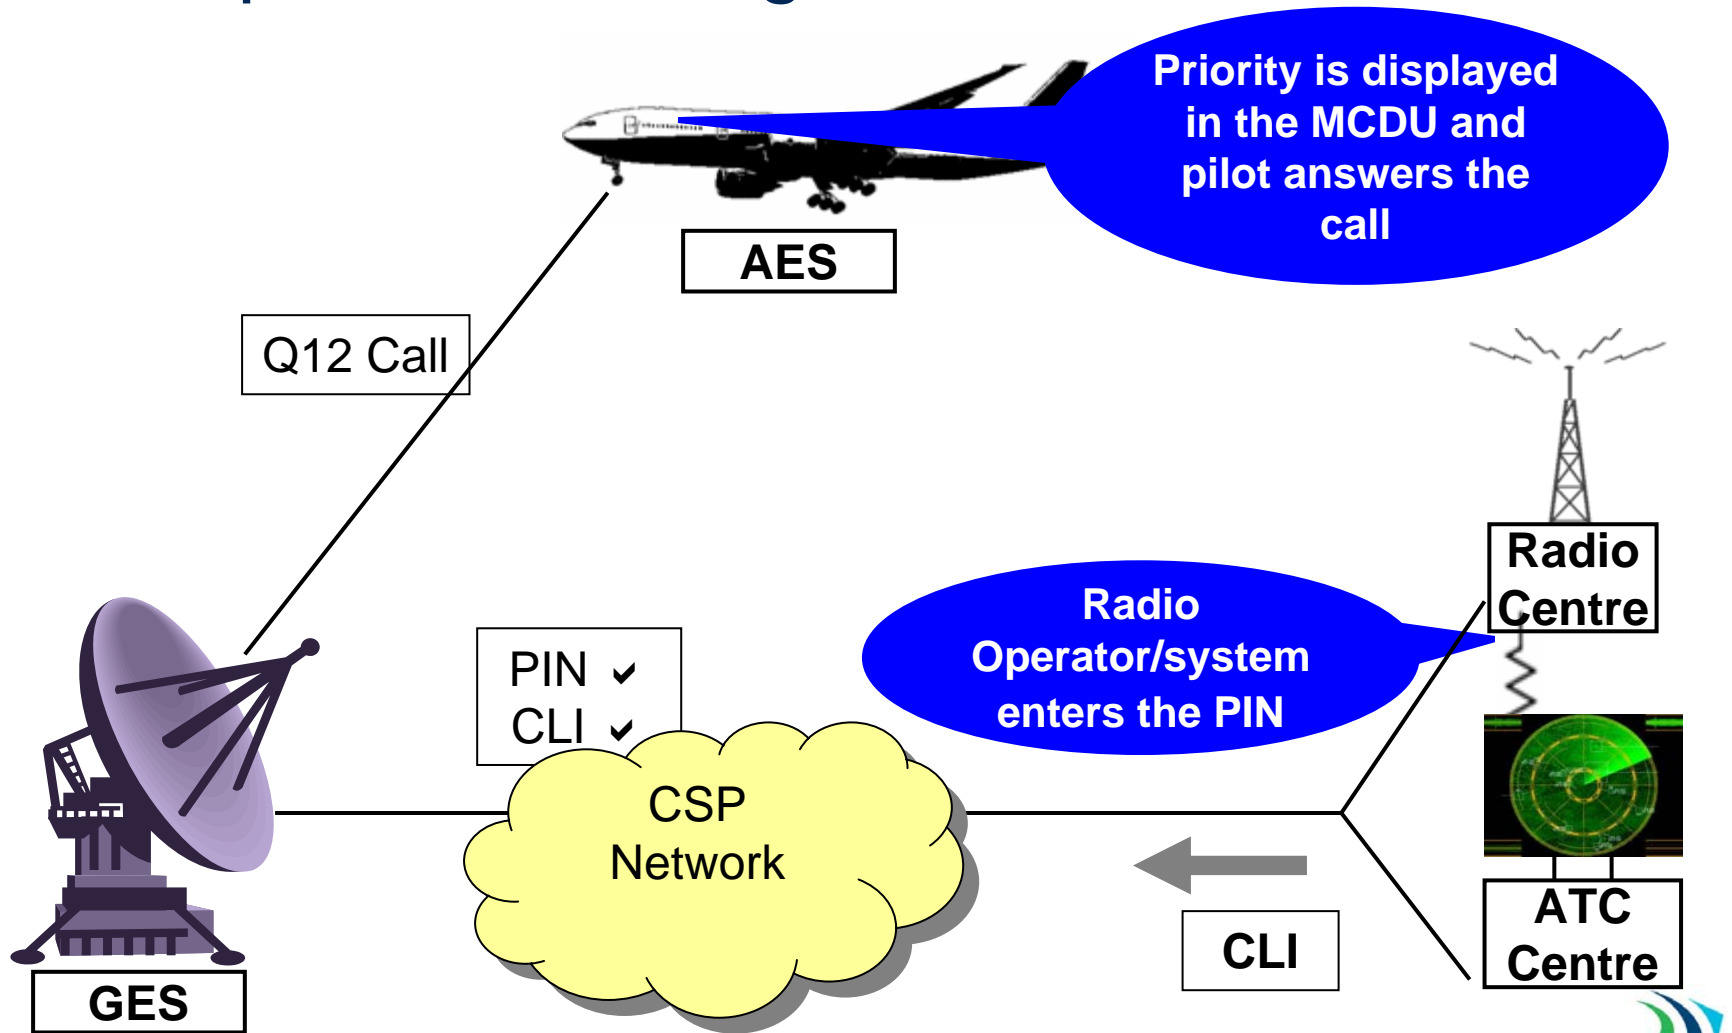 Priority is displayed
in the MCDU and
pilot answers the
call
AES
Q12 Call
Radio
Centre
Radio
Operator/system
enters the PIN
PIN ✓
CLI ✓
CSP
Network
ATC
Centre
CLI
GES